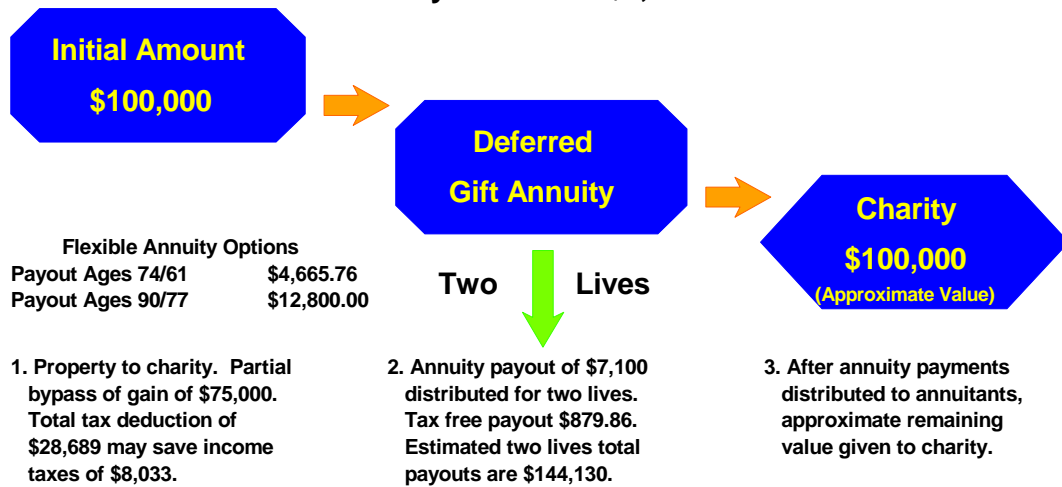 Initial Amount
$100,000
Deferred
Gift Annuity
Charity
$100,000
(Approximate Value)
Flexible Annuity Options
Payout Ages 74/61 $4,665.76
Payout Ages 90/77 $12,800.00
Two Lives
1. Property to charity. Partial
bypass of gain of $75,000.
Total tax deduction of
$28,689 may save income
taxes of $8,033.
2. Annuity payout of $7,100
distributed for two lives.
Tax free payout $879.86.
Estimated two lives total
payouts are $144,130.
3. After annuity payments
distributed to annuitants,
approximate remaining
value given to charity.